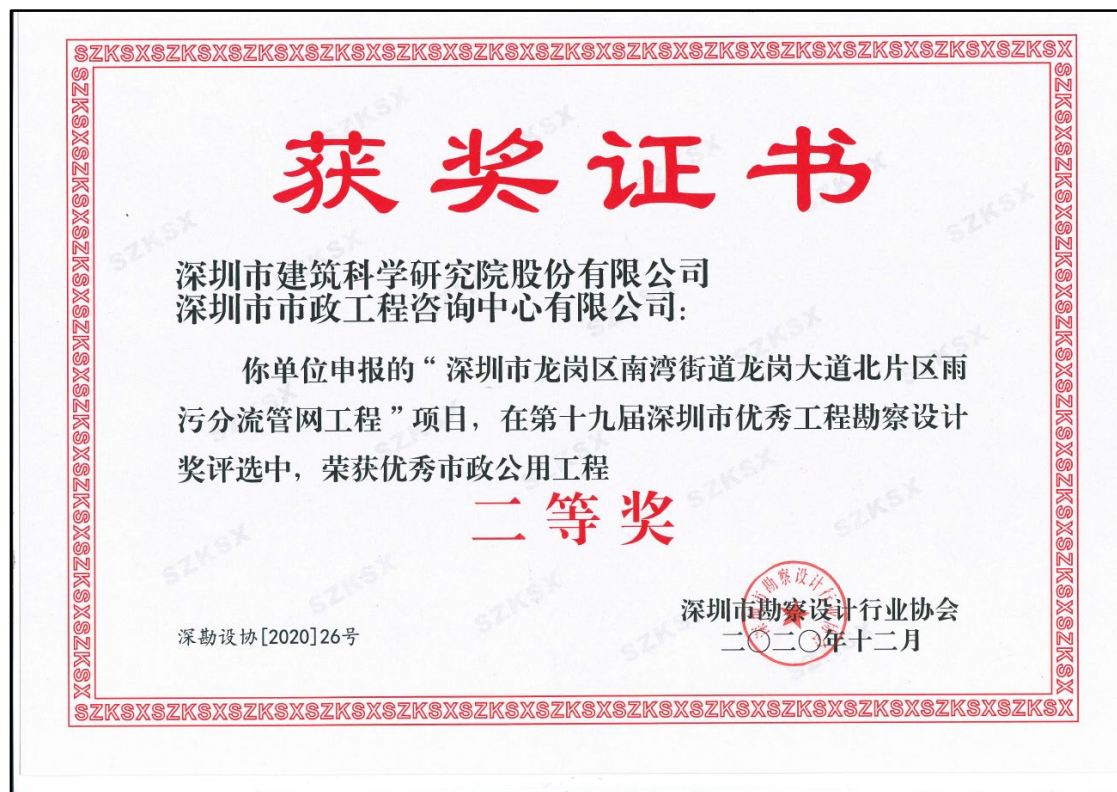 SZKSXSZKSXSZKSXSZKSXSZKSXSZKSXSZKSXSZKSXSZKSXSZKSXSZKSXSZKSXSZKSX
获奖证书
深圳市建筑科学研究院股份有限公司
深圳市市政工程咨询中心有限公司:
你单位申报的“深圳市龙岗区南湾街道龙岗大道北片区雨
污分流管网工程”项目，在第十九届深圳市优秀工程勘察设计
奖评选中，荣获优秀市政公用工程
二等奖
深圳市勘察设计行业协会
二〇二〇年十二月
深勘设协[2020]26号
SZKSXSZKSXSZKSXSZKSXSZKSXSZKSXSZKSXSZKSXSZKSXSZKSXSZKSXSZKSXSZKSX